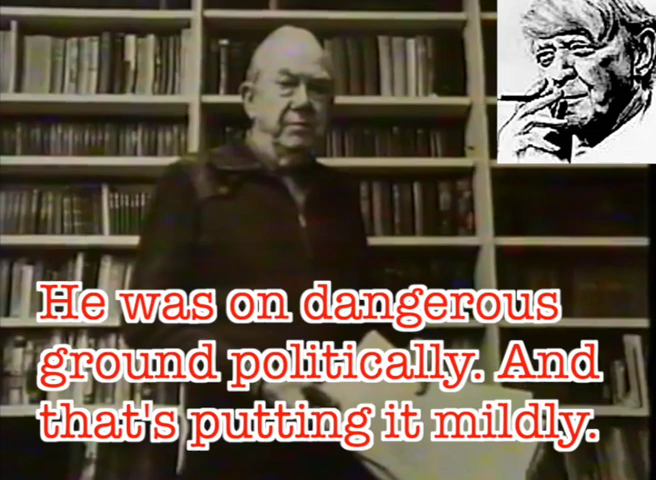 He was on dangerous
ground politically. And
that's putting it mildly.